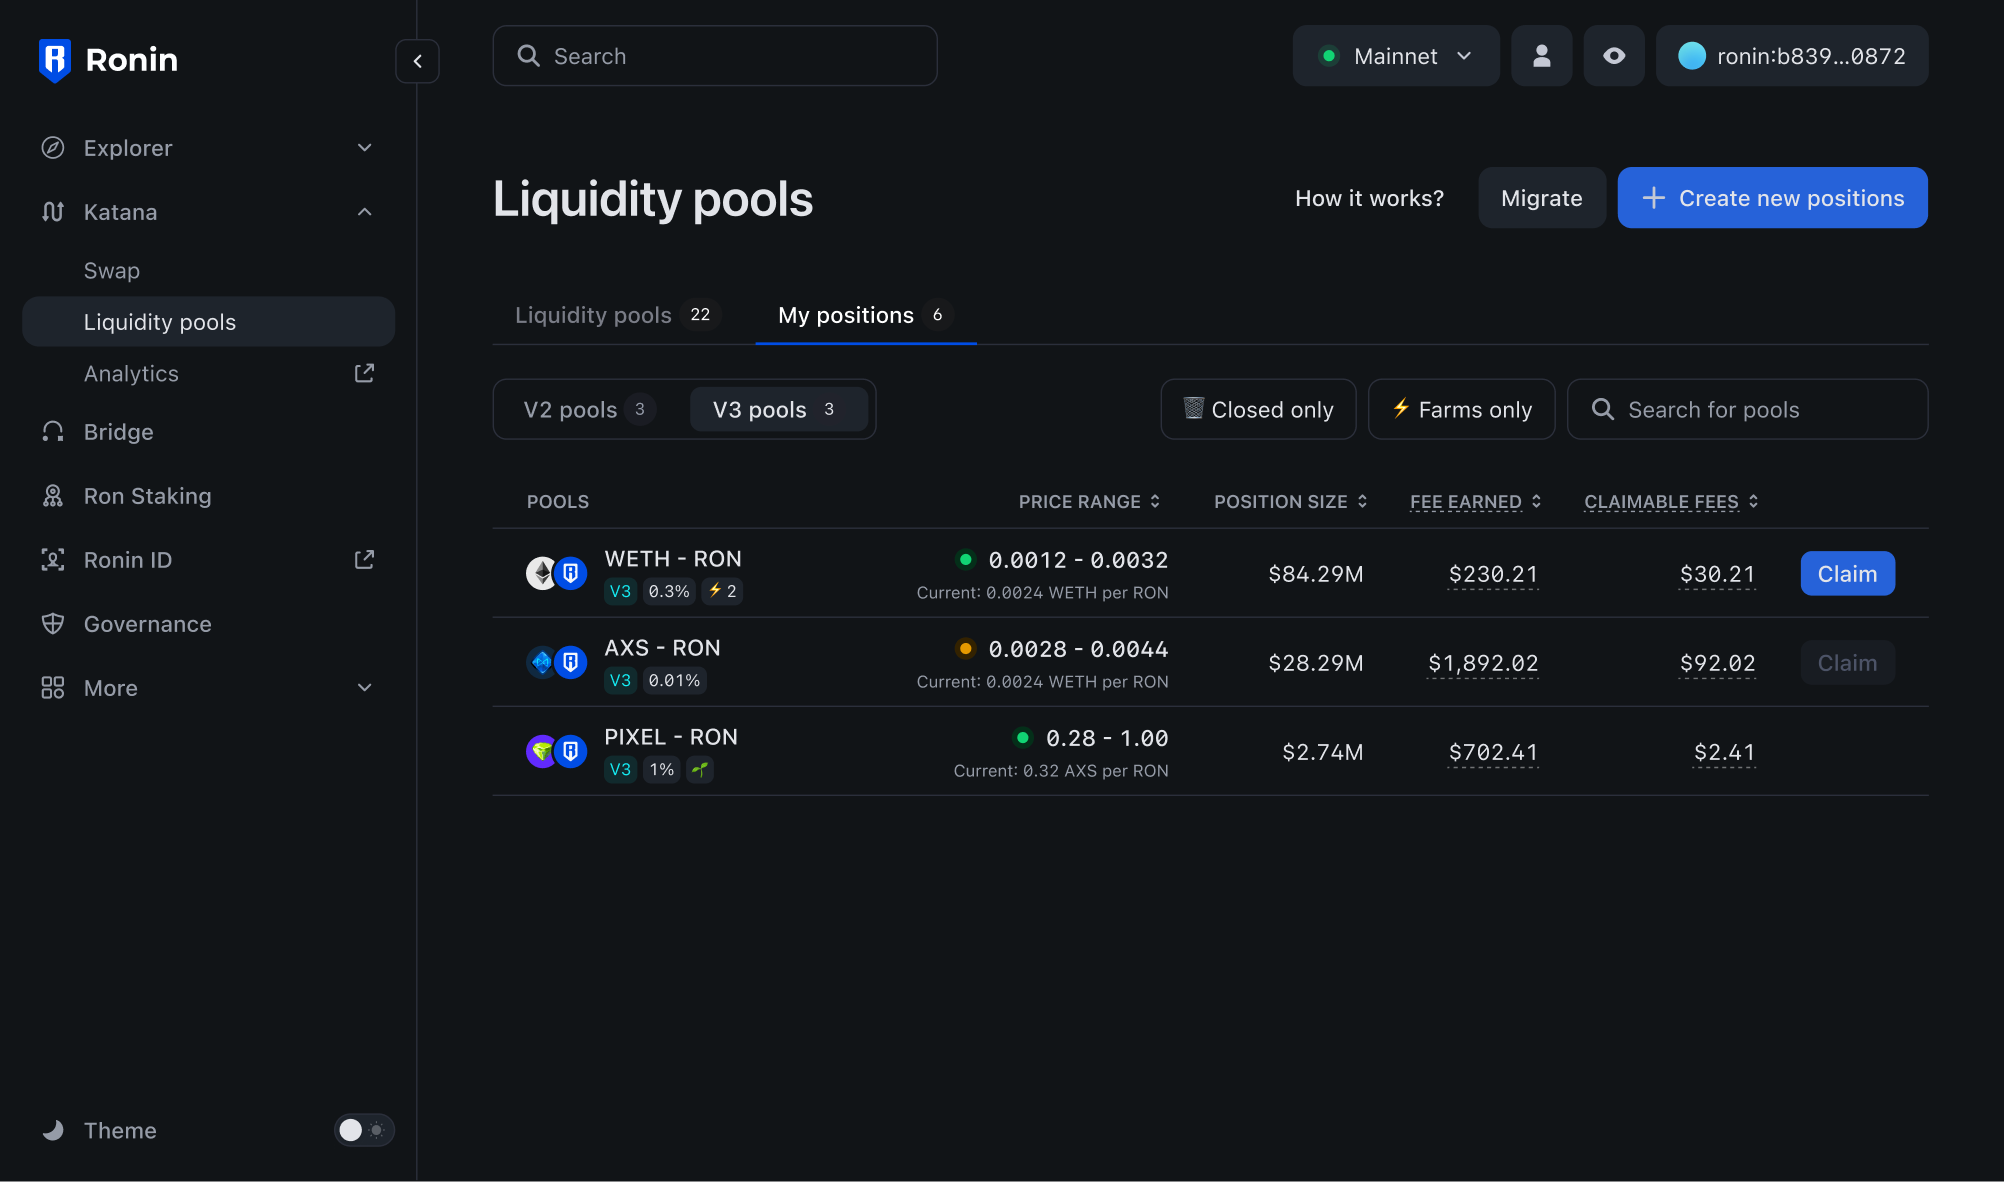 Ronin
Search
Mainnet
ronin:b839...0872
Explorer
Katana
Swap
Liquidity pools
Analytics
Bridge
Ron Staking
Ronin ID
Governance
More
Theme
Liquidity pools
How it works?
Migrate
Create new positions
Liquidity pools 22
My positions 6
V2 pools 3
V3 pools 3
Closed only
Farms only
Search for pools
POOLS PRICE RANGE POSITION SIZE FEE EARNED CLAIMABLE FEES
WETH - RON
V3 0.3% ⚡ 2
0.0012 - 0.0032
Current: 0.0024 WETH per RON
$84.29M
$230.21
$30.21
Claim
AXS - RON
V3 0.01%
0.0028 - 0.0044
Current: 0.0024 WETH per RON
$28.29M
$1,892.02
$92.02
Claim
PIXEL - RON
V3 1%
0.28 - 1.00
Current: 0.32 AXS per RON
$2.74M
$702.41
$2.41